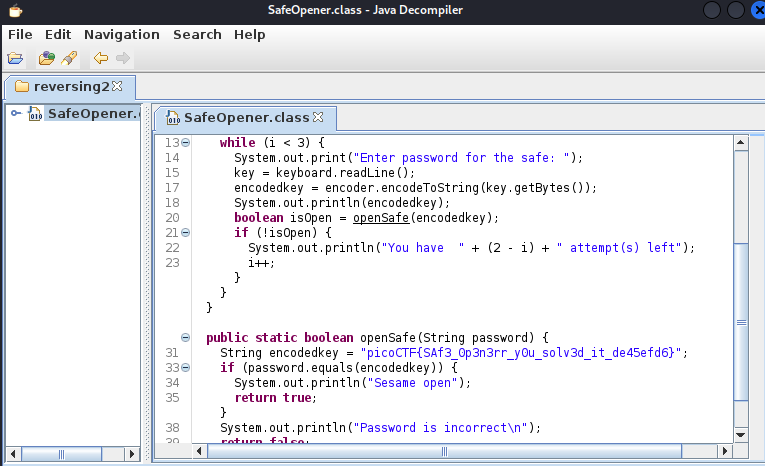 SafeOpener.class - Java Decompiler
File Edit Navigation Search Help
reversing2
SafeOpener.
SafeOpener.class
13 while (i < 3) {
14 System.out.print("Enter password for the safe: ");
15 key = keyboard.readLine();
17 encodedkey = encoder.encodeToString(key.getBytes());
18 System.out.println(encodedkey);
20 boolean isOpen = openSafe(encodedkey);
21 if (!isOpen) {
22 System.out.println("You have  " + (2 - i) + " attempt(s) left");
23 i++;
}
}
}
public static boolean openSafe(String password) {
31 String encodedkey = "picoCTF{SAf3_0p3n3rr_y0u_solv3d_it_de45efd6}";
33 if (password.equals(encodedkey)) {
34 System.out.println("Sesame open");
35 return true;
}
38 System.out.println("Password is incorrect\n");
39 return false;